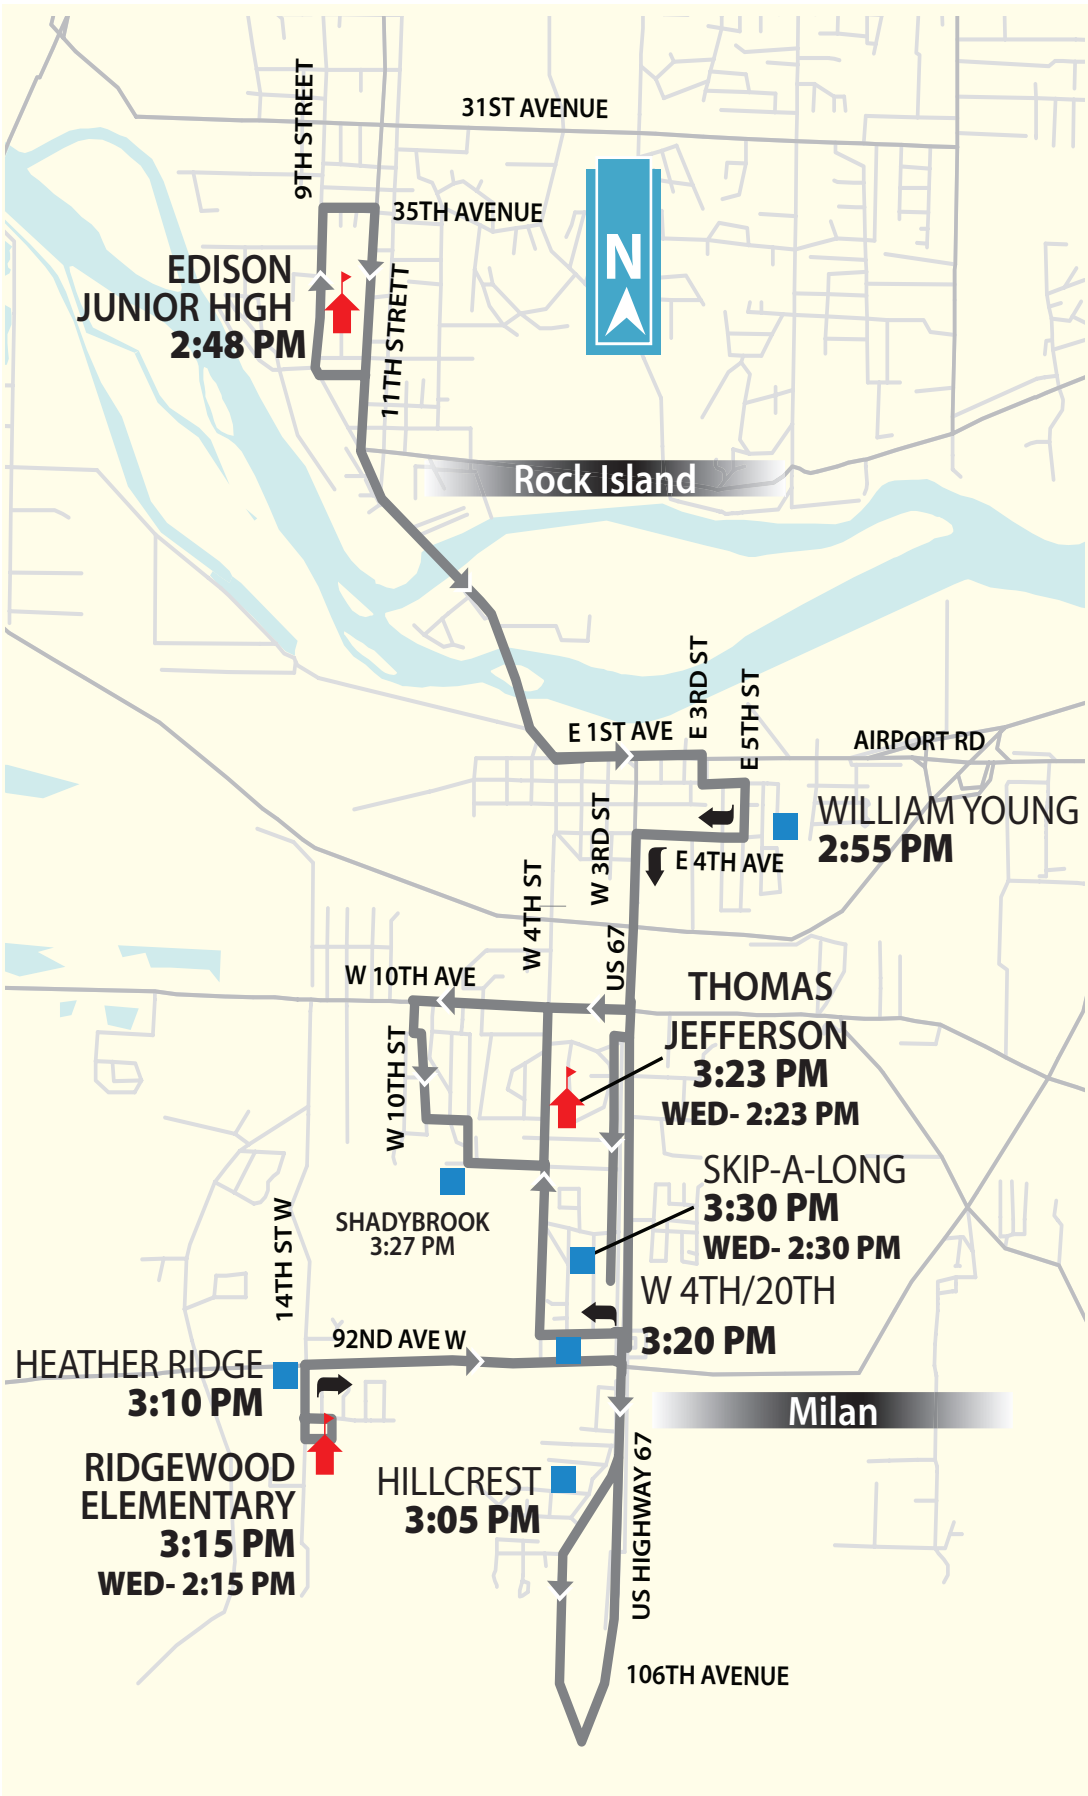 31ST AVENUE
9TH STREET
35TH AVENUE
N
EDISON
JUNIOR HIGH
2:48 PM
11TH STRETT
Rock Island
E 1ST AVE
E 3RD ST
E 5TH ST
AIRPORT RD
WILLIAM YOUNG
2:55 PM
W 3RD ST
E 4TH AVE
W 4TH ST
US 67
W 10TH AVE
THOMAS
JEFFERSON
3:23 PM
WED- 2:23 PM
W 10TH ST
SKIP-A-LONG
3:30 PM
WED- 2:30 PM
SHADYBROOK
3:27 PM
14TH ST W
W 4TH/20TH
3:20 PM
92ND AVE W
HEATHER RIDGE
3:10 PM
Milan
RIDGEWOOD
ELEMENTARY
3:15 PM
WED- 2:15 PM
HILLCREST
3:05 PM
US HIGHWAY 67
106TH AVENUE